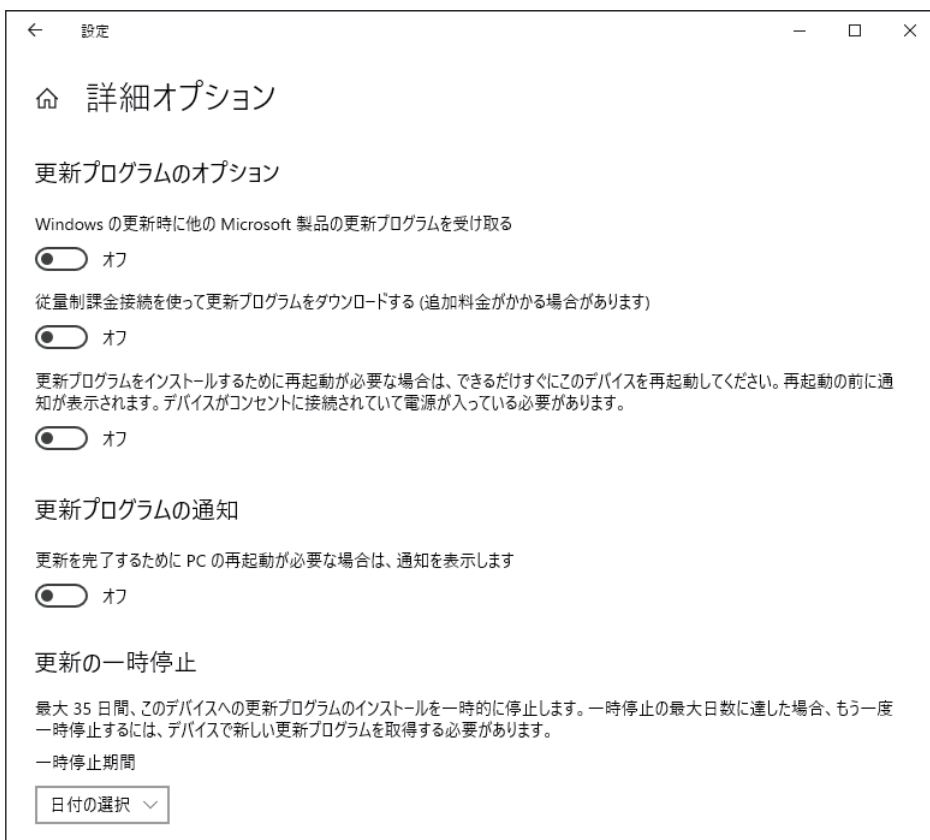 設定
詳細オプション
更新プログラムのオプション
Windows の更新時に他の Microsoft 製品の更新プログラムを受け取る
オフ
従量制課金接続を使って更新プログラムをダウンロードする (追加料金がかかる場合があります)
オフ
更新プログラムをインストールするために再起動が必要な場合は、できるだけすぐにこのデバイスを再起動してください。再起動の前に通
知が表示されます。デバイスがコンセントに接続されていて電源が入っている必要があります。
オフ
更新プログラムの通知
更新を完了するために PC の再起動が必要な場合は、通知を表示します
オフ
更新の一時停止
最大 35 日間、このデバイスへの更新プログラムのインストールを一時的に停止します。一時停止の最大日数に達した場合、もう一度
一時停止するには、デバイスで新しい更新プログラムを取得する必要があります。
一時停止期間
日付の選択